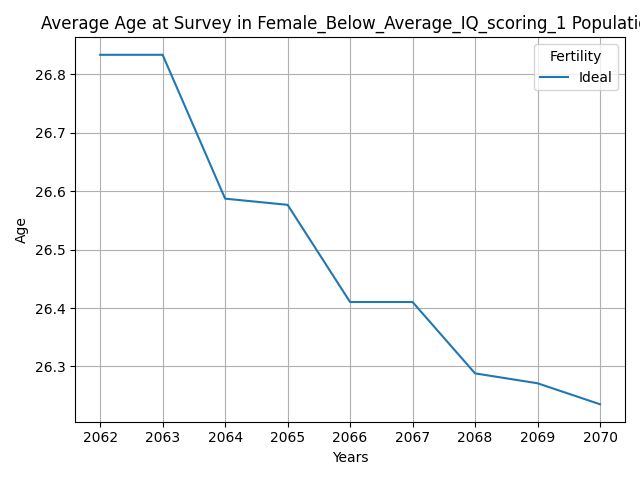 Average Age at Survey in Female_Below_Average_IQ_scoring_1 Populati
Fertility
Ideal
26.8
26.7
26.6
26.5
26.4
26.3
Age
2062 2063 2064 2065 2066 2067 2068 2069 2070
Years